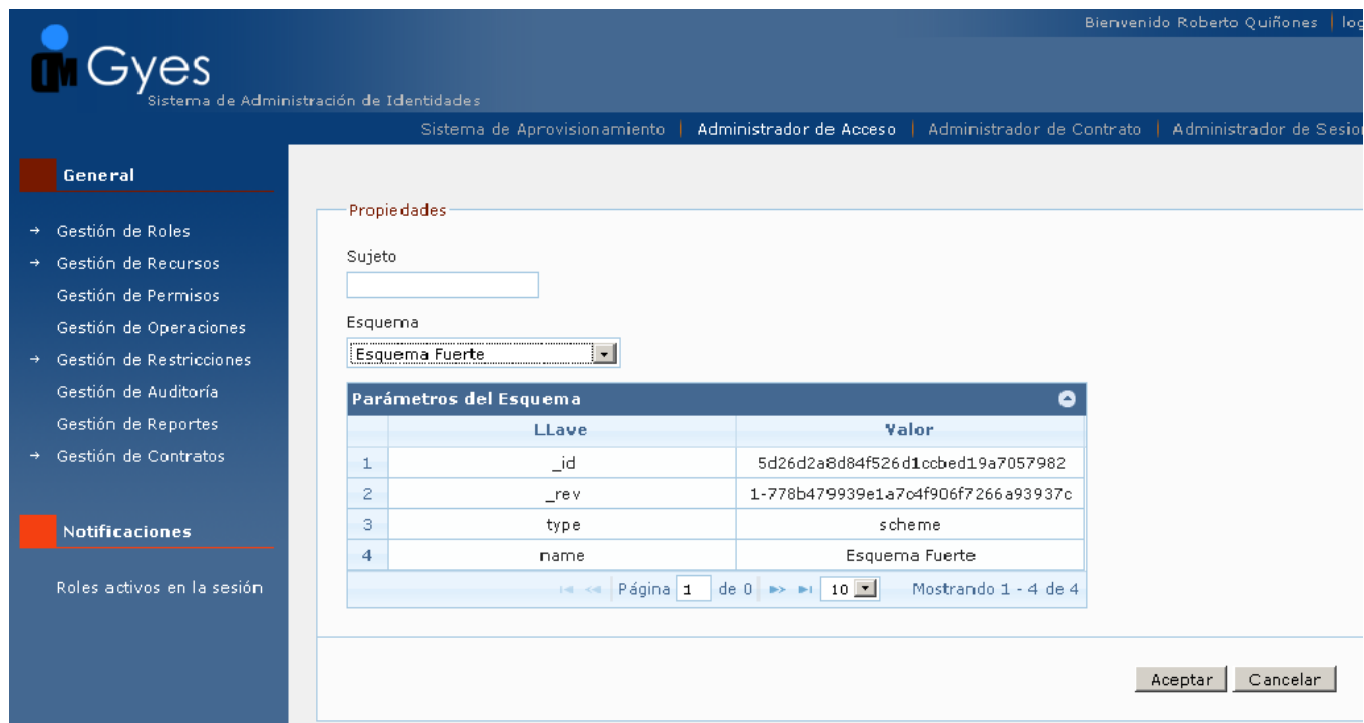 Bienvenido Roberto Quiñones | log
Gyes
Sistema de Administración de Identidades
Sistema de Aprovisionamiento | Administrador de Acceso | Administrador de Contrato | Administrador de Sesion
General
Gestión de Roles
Gestión de Recursos
Gestión de Permisos
Gestión de Operaciones
Gestión de Restricciones
Gestión de Auditoría
Gestión de Reportes
Gestión de Contratos
Notificaciones
Roles activos en la sesión
Propiedades
Sujeto
Esquema
Esquema Fuerte
Parámetros del Esquema
LLave Valor
1 _id 5d26d2a8d84f526d1ccbed19a7057982
2 _rev 1-778b479939e1a7c4f906f7266a93937c
3 type scheme
4 name Esquema Fuerte
Página 1 de 0 10 Mostrando 1 - 4 de 4
Aceptar Cancelar